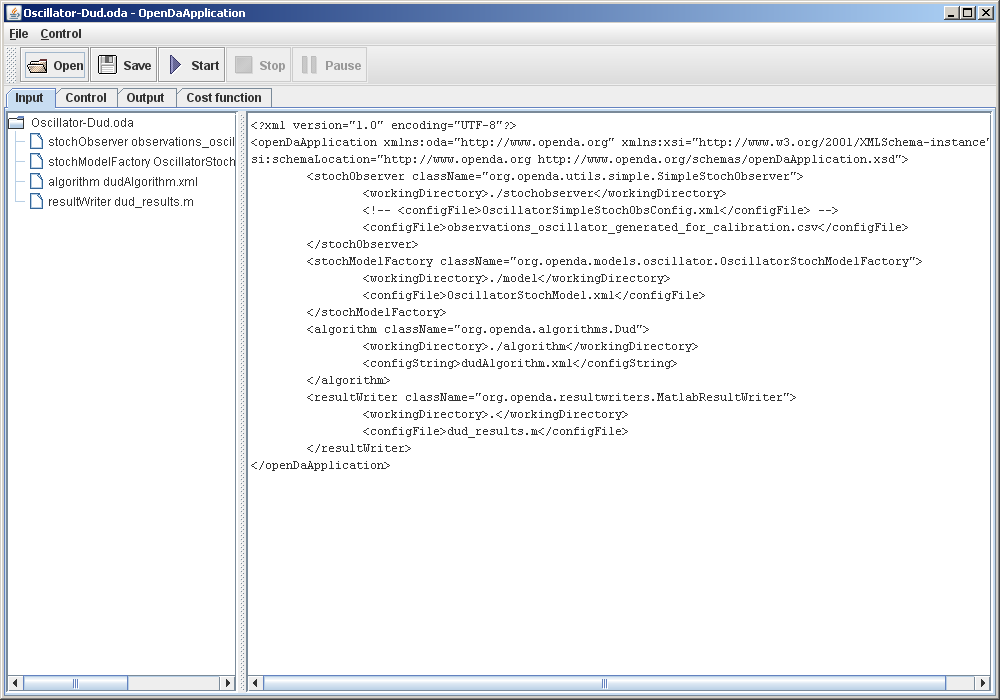 Oscillator-Dud.oda - OpenDaApplication
File Control
Open Save Start Stop Pause
Input Control Output Cost function
Oscillator-Dud.oda
stochObserver observations_oscil
stochModelFactory OscillatorStoch
algorithm dudAlgorithm.xml
resultWriter dud_results.m
<?xml version="1.0" encoding="UTF-8"?>
<openDaApplication xmlns:oda="http://www.openda.org" xmlns:xsi="http://www.w3.org/2001/XMLSchema-instance"
si:schemaLocation="http://www.openda.org http://www.openda.org/schemas/openDaApplication.xsd">
<stochObserver className="org.openda.utils.simple.SimpleStochObserver">
<workingDirectory>./stochobserver</workingDirectory>
<!-- <configFile>OscillatorSimpleStochObsConfig.xml</configFile> -->
<configFile>observations_oscillator_generated_for_calibration.csv</configFile>
</stochObserver>
<stochModelFactory className="org.openda.models.oscillator.OscillatorStochModelFactory">
<workingDirectory>./model</workingDirectory>
<configFile>OscillatorStochModel.xml</configFile>
</stochModelFactory>
<algorithm className="org.openda.algorithms.Dud">
<workingDirectory>./algorithm</workingDirectory>
<configString>dudAlgorithm.xml</configString>
</algorithm>
<resultWriter className="org.openda.resultwriters.MatlabResultWriter">
<workingDirectory>.</workingDirectory>
<configFile>dud_results.m</configFile>
</resultWriter>
</openDaApplication>